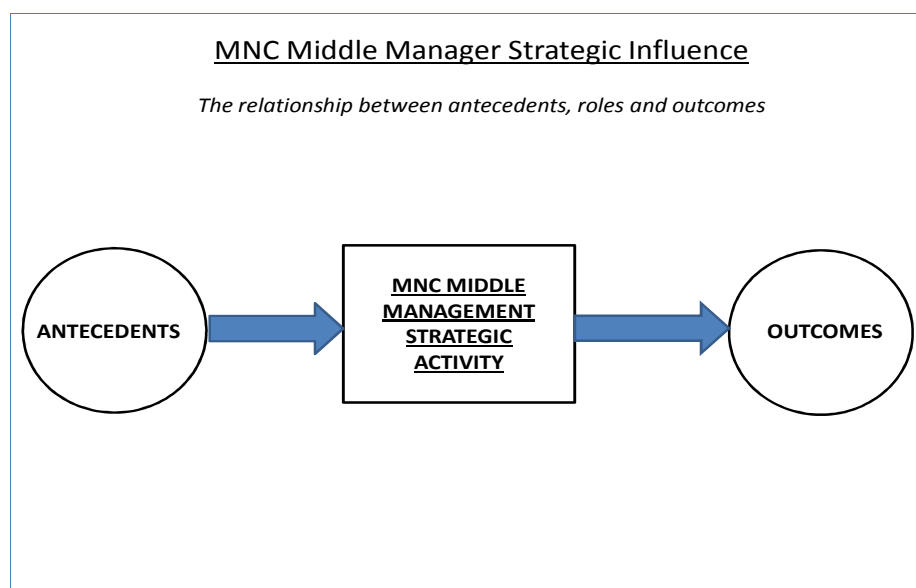 MNC Middle Manager Strategic Influence
The relationship between antecedents, roles and outcomes
ANTECEDENTS
MNC MIDDLE
MANAGEMENT
STRATEGIC
ACTIVITY
OUTCOMES